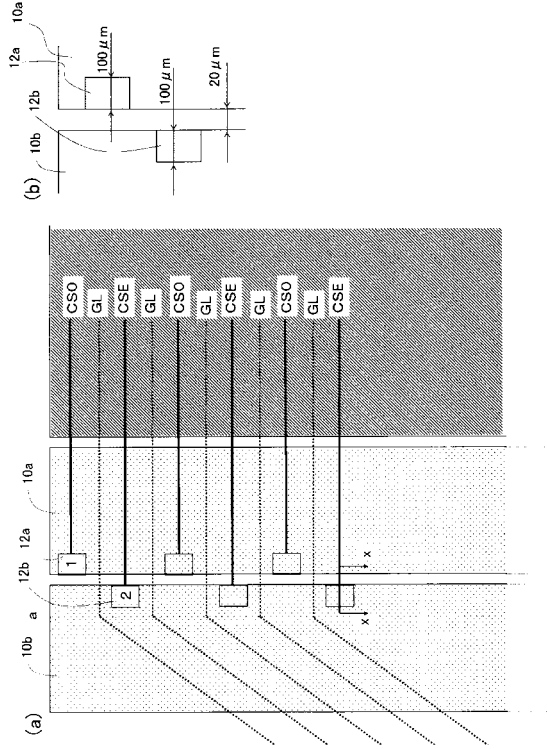 (a)
10b
a
12b
12a
10a
1
2
CSO
GL
CSE
GL
CSO
GL
CSE
GL
CSO
GL
CSE
x
x
(b)
10b
12b
12a
10a
100μm
100μm
20μm